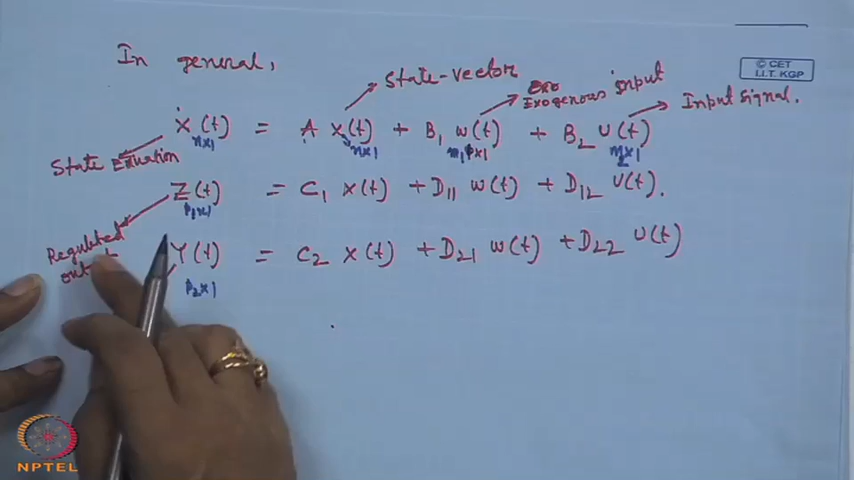 In general,
© CET
I.I.T. KGP
State-vector
Exo
Exogenous input
Input signal.
Ẋ(t) = A X(t) + B₁ w(t) + B₂ U(t)
n×1 n×1 m₁×1 m₂×1
State Equation
Z(t) = C₁ X(t) + D₁₁ w(t) + D₁₂ U(t).
p₁×1
Regulated
Y(t) = C₂ X(t) + D₂₁ w(t) + D₂₂ U(t)
p₂×1
NPTEL